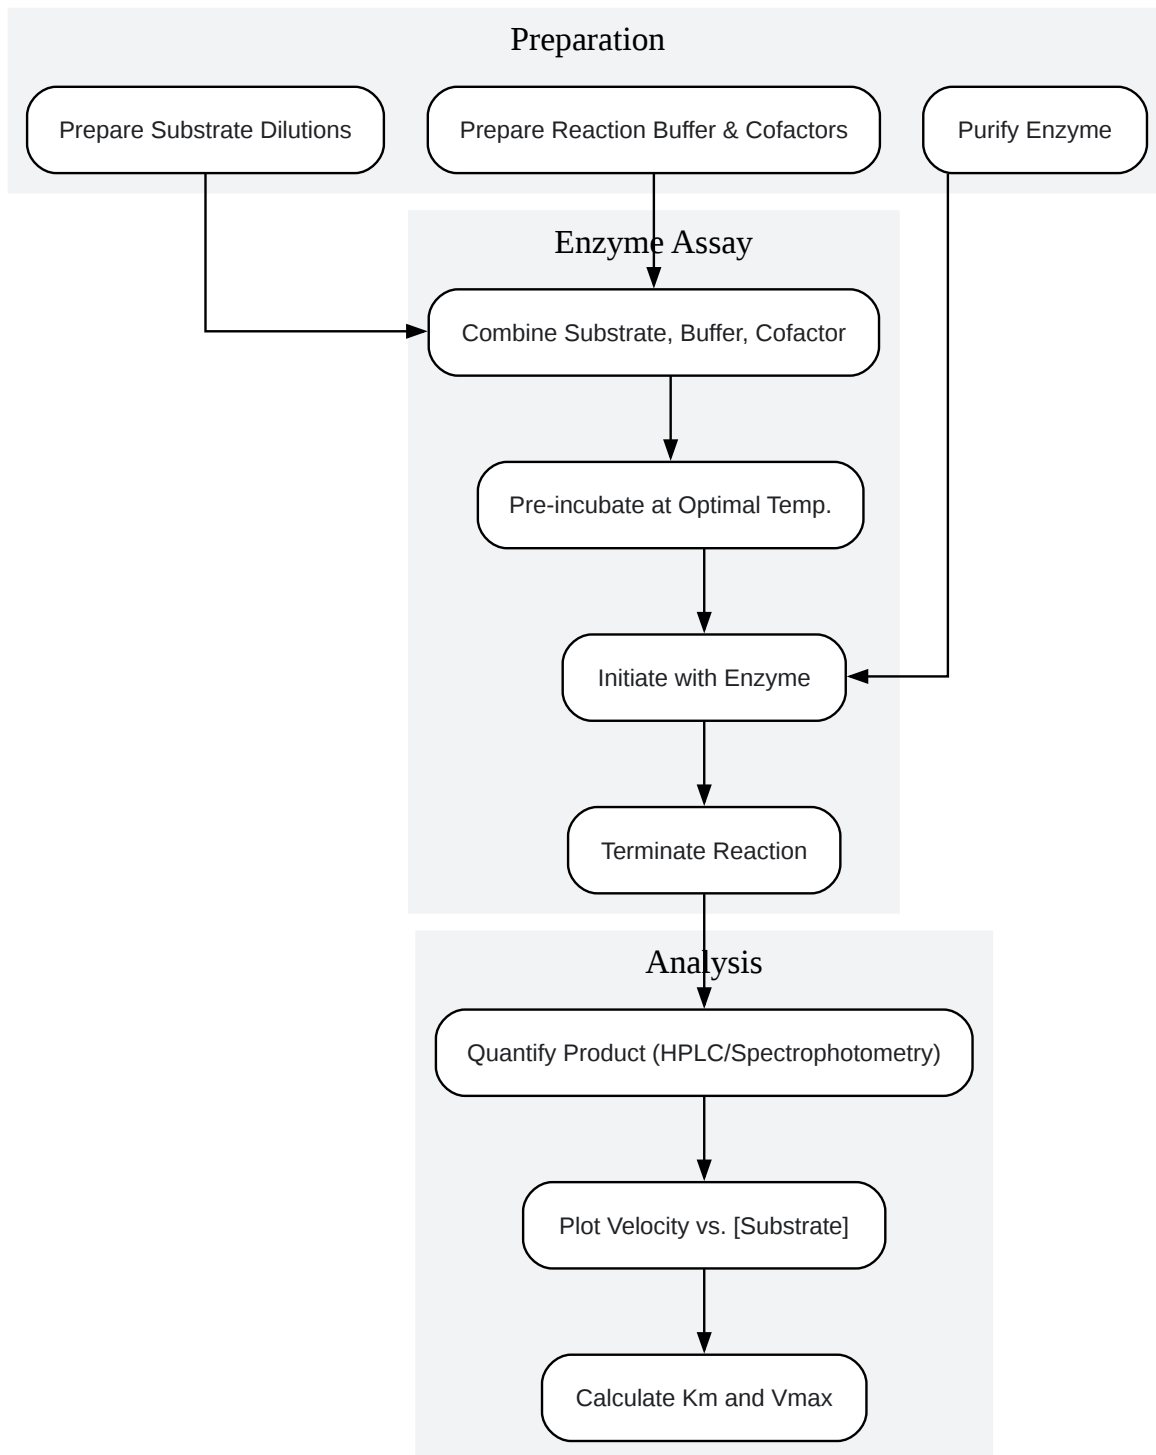 Preparation
Prepare Substrate Dilutions
Prepare Reaction Buffer & Cofactors
Purify Enzyme
Enzyme Assay
Combine Substrate, Buffer, Cofactor
Pre-incubate at Optimal Temp.
Initiate with Enzyme
Terminate Reaction
Analysis
Quantify Product (HPLC/Spectrophotometry)
Plot Velocity vs. [Substrate]
Calculate Km and Vmax